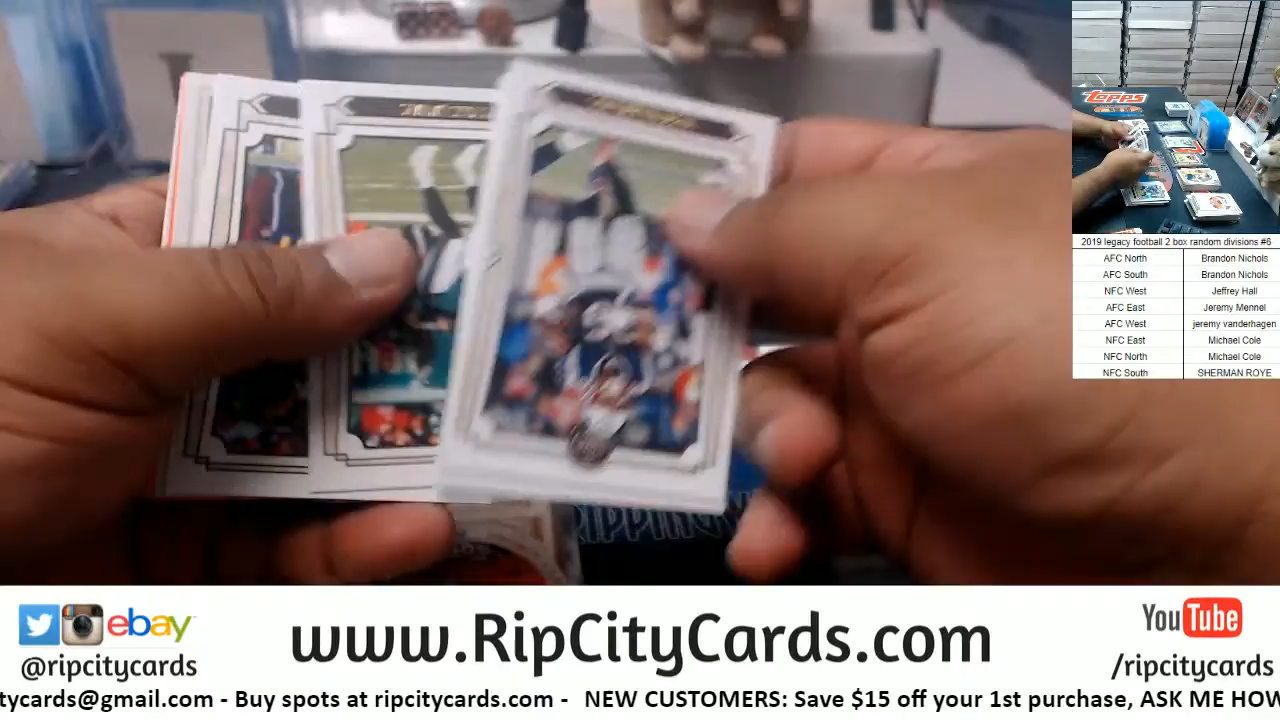 TOPPS
2019 legacy football 2 box random divisions #6
AFC North Brandon Nichols
AFC South Brandon Nichols
NFC West Jeffrey Hall
AFC East Jeremy Mennel
AFC West jeremy vanderhagen
NFC East Michael Cole
NFC North Michael Cole
NFC South SHERMAN ROYE
RIPPING
ebay
@ripcitycards
www.RipCityCards.com
YouTube
/ripcitycards
tycards@gmail.com - Buy spots at ripcitycards.com - NEW CUSTOMERS: Save $15 off your 1st purchase, ASK ME HOW